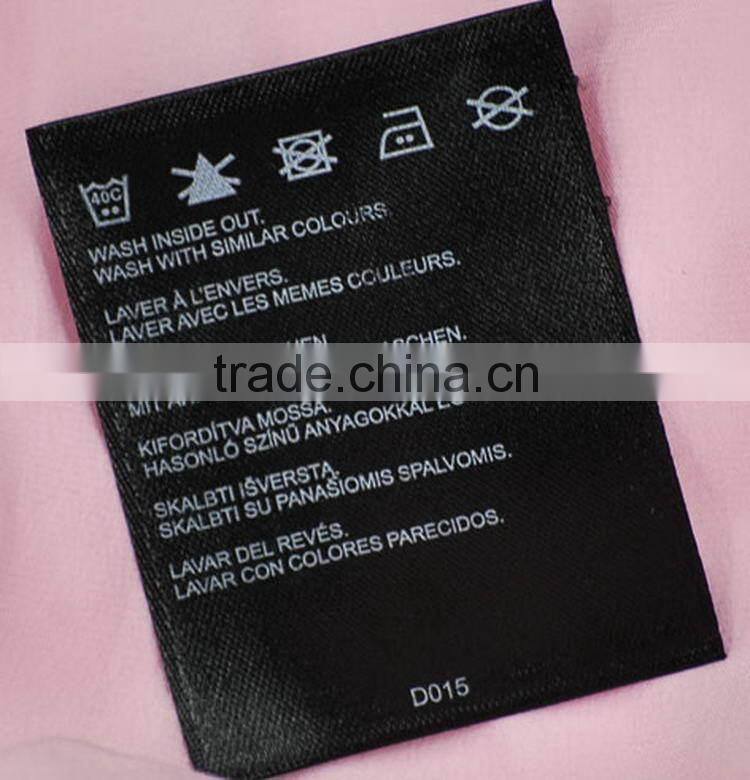 40C
WASH INSIDE OUT.
WASH WITH SIMILAR COLOURS.
LAVER À L'ENVERS.
LAVER AVEC LES MEMES COULEURS.
trade.china.cn
MIT
KIFORDÍTVA MOSSA.
HASONLÓ SZÍNŰ ANYAGOKKAL
SKALBTI IŠVERSTĄ.
SKALBTI SU PANAŠIOMIS SPALVOMIS.
LAVAR DEL REVÉS.
LAVAR CON COLORES PARECIDOS.
D015